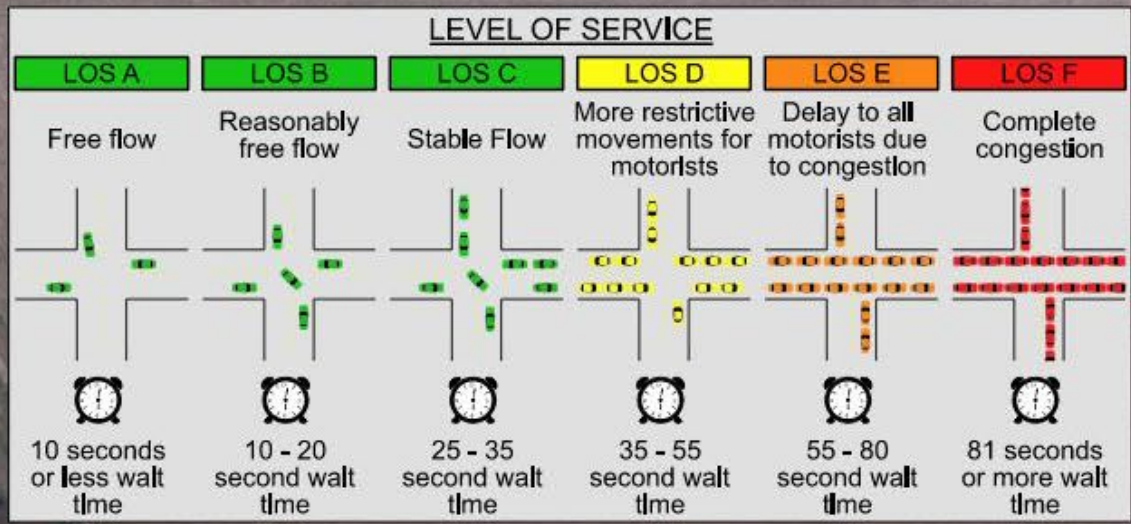 LEVEL OF SERVICE
LOS A
LOS B
LOS C
LOS D
LOS E
LOS F
Free flow
Reasonably
free flow
Stable Flow
More restrictive
movements for
motorists
Delay to all
motorists due
to congestion
Complete
congestion
10 seconds
or less wait
time
10 - 20
second wait
time
25 - 35
second wait
time
35 - 55
second wait
time
55 - 80
second wait
time
81 seconds
or more wait
time